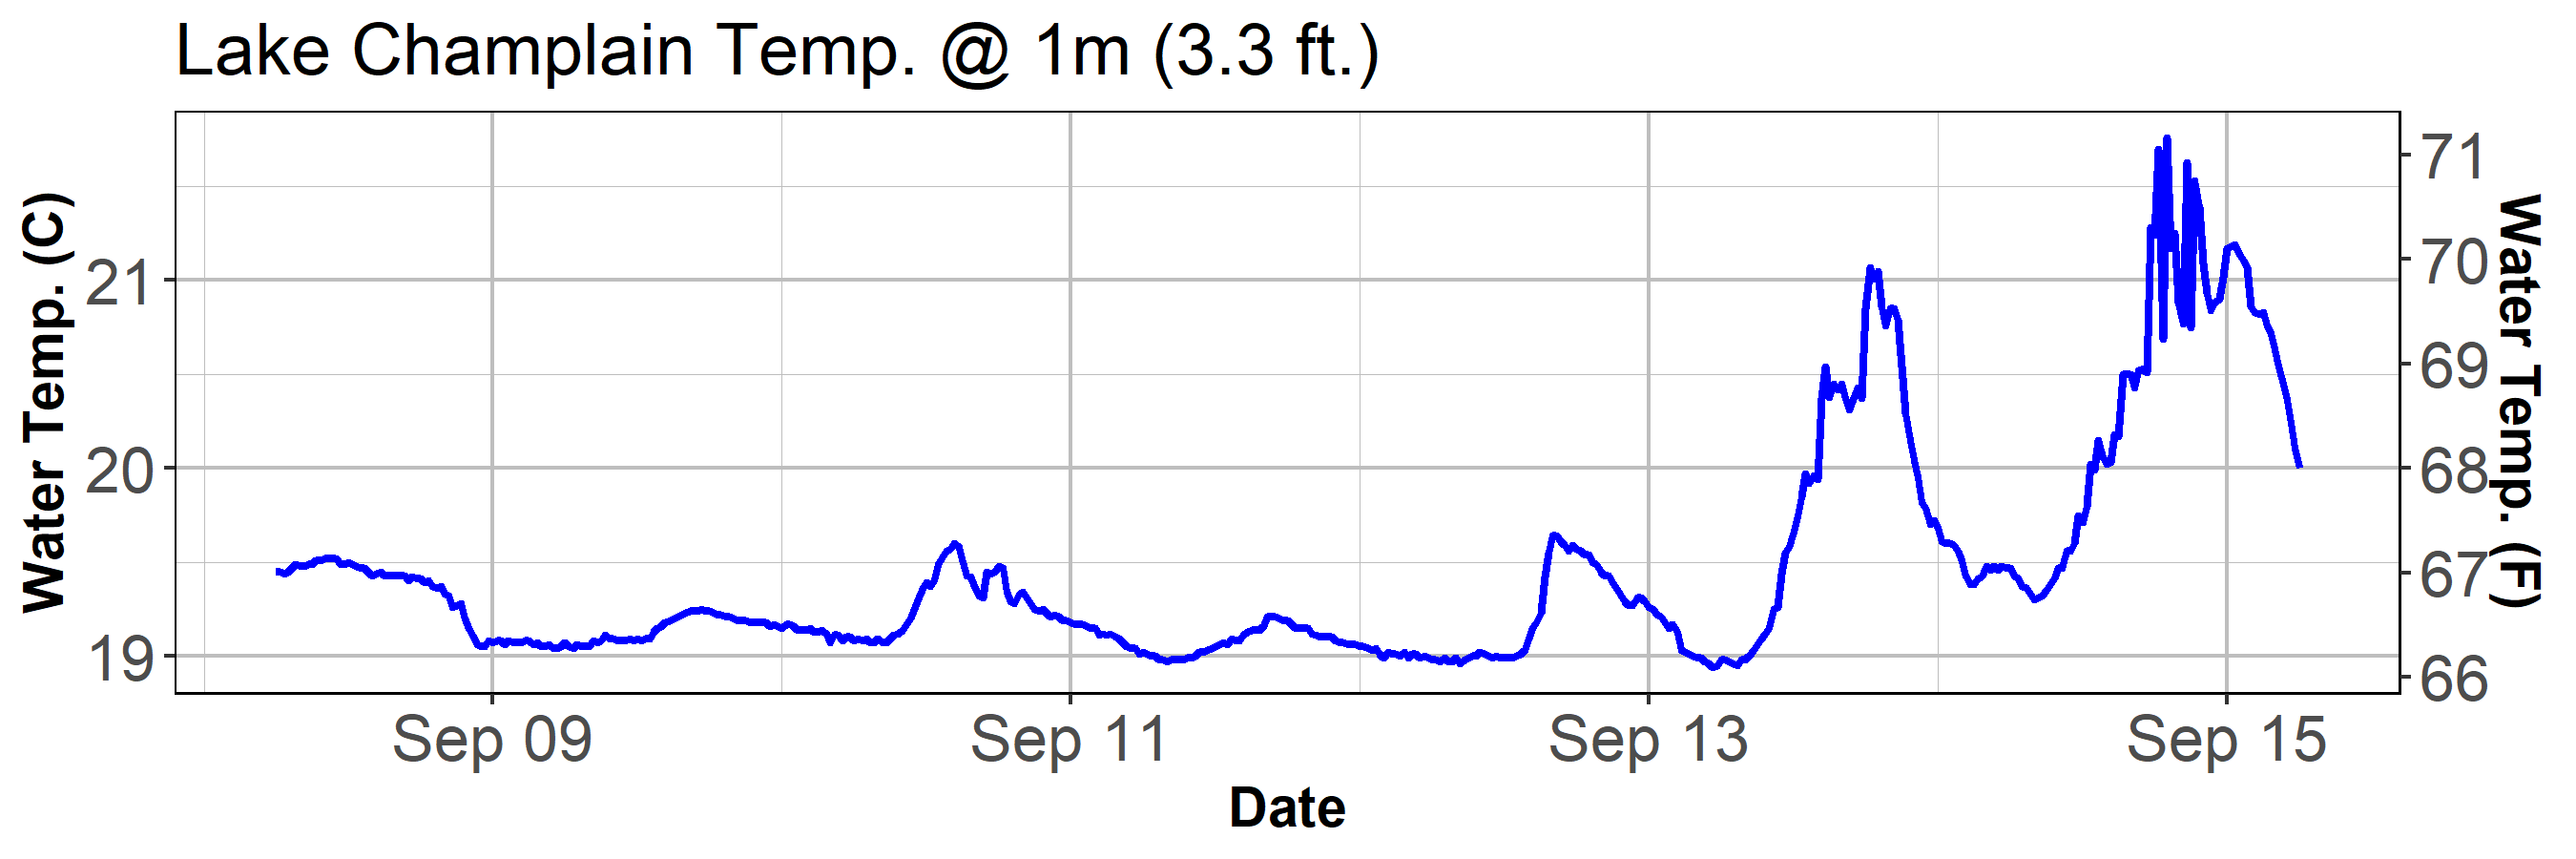 Lake Champlain Temp. @ 1m (3.3 ft.)
Water Temp. (C)
21
20
19
71
70
69
68
67
66
Water Temp. (F)
Sep 09
Sep 11
Sep 13
Sep 15
Date